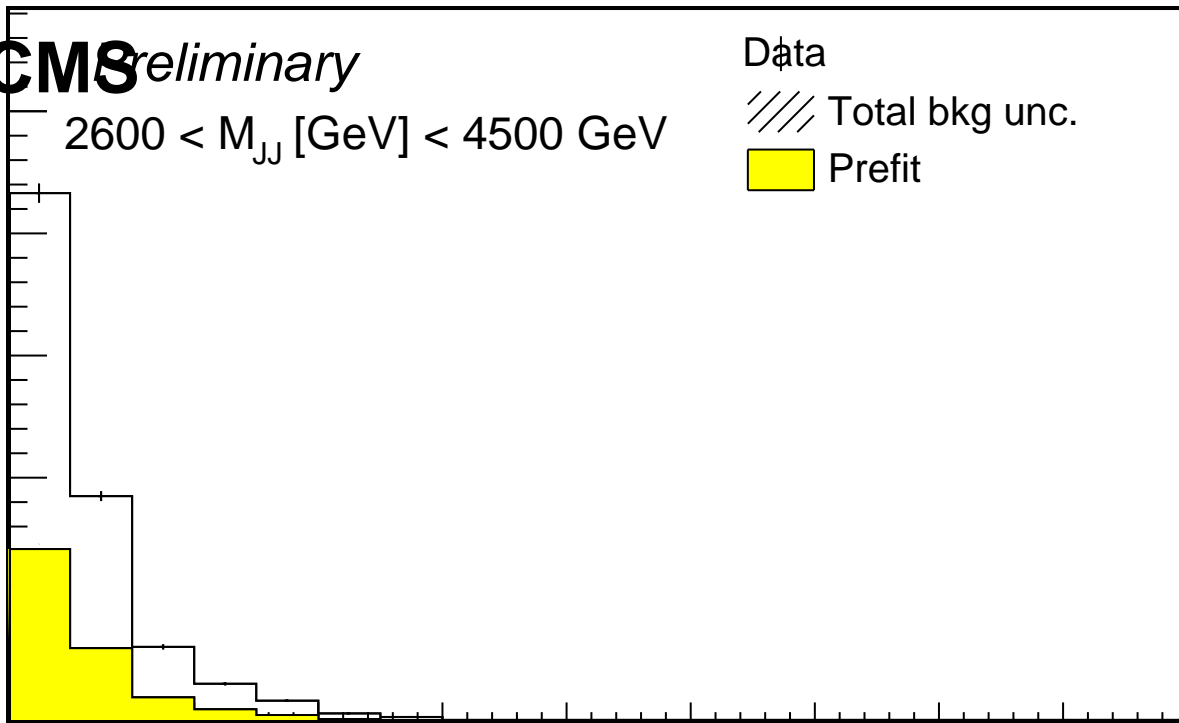 CMS Preliminary
2600 < M_JJ [GeV] < 4500 GeV
Data
Total bkg unc.
Prefit